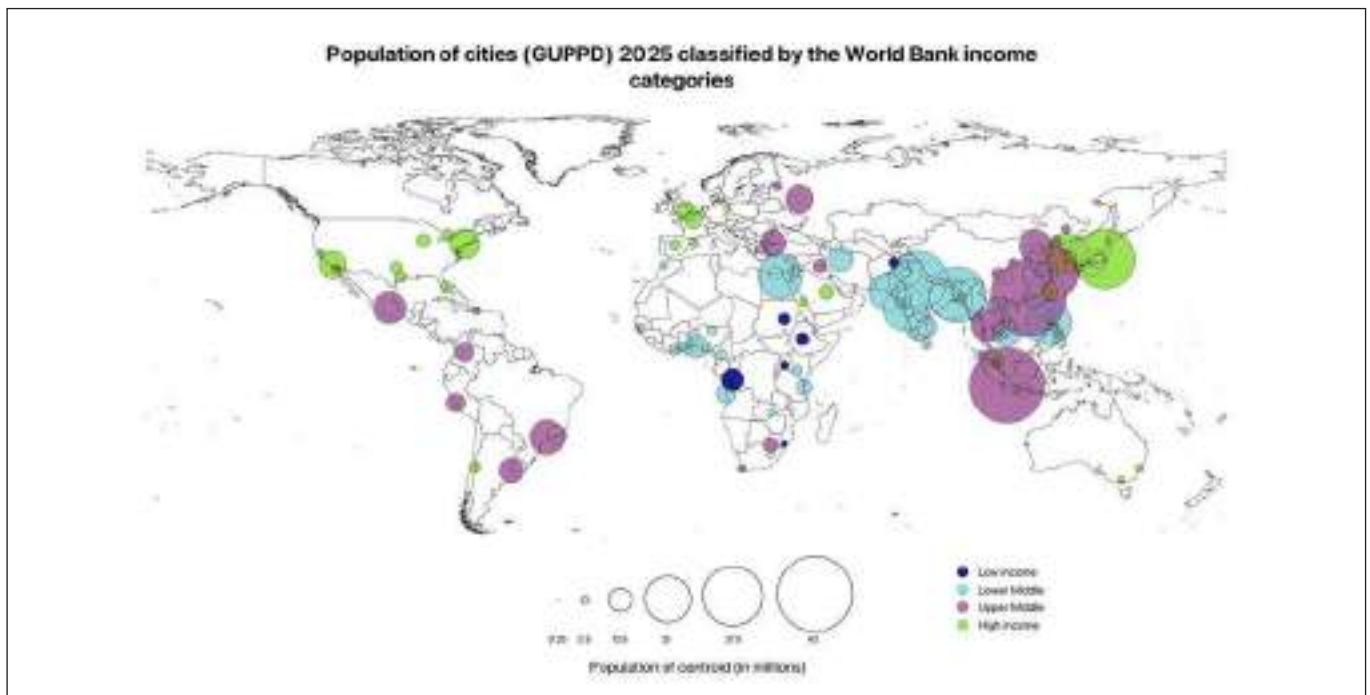 Population of cities (GUPPD) 2025 classified by the World Bank income
categories
Low income
Lower Middle
Upper Middle
High income
Population of centroid (in millions)